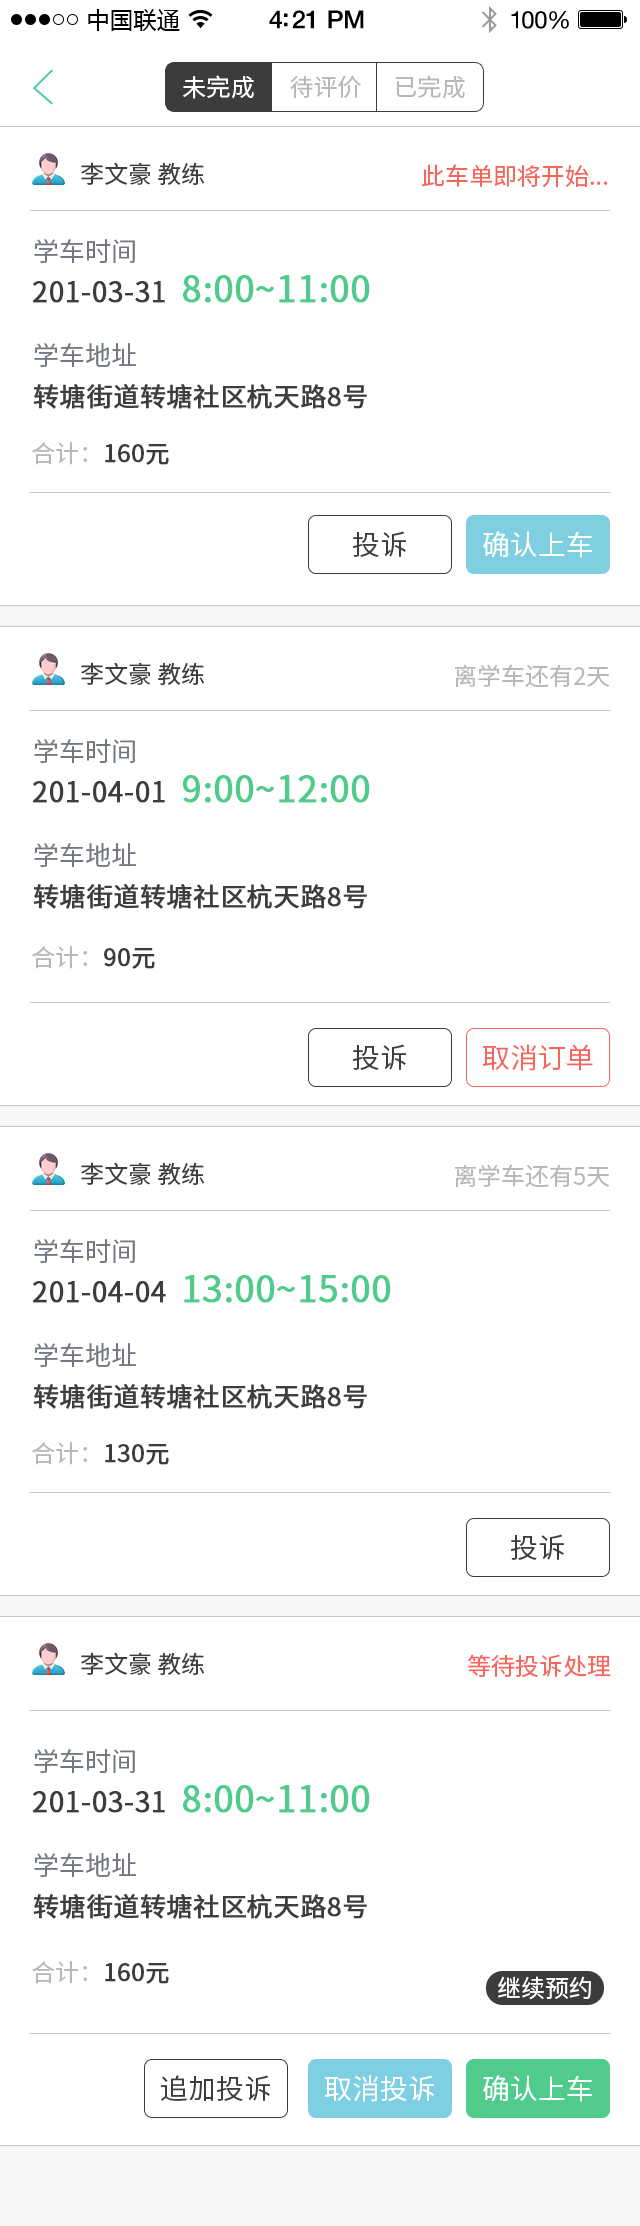 中国联通 4:21 PM 100%
未完成 待评价 已完成
李文豪 教练 此车单即将开始...
学车时间
201-03-31 8:00~11:00
学车地址
转塘街道转塘社区杭天路8号
合计：160元
投诉 确认上车
李文豪 教练 离学车还有2天
学车时间
201-04-01 9:00~12:00
学车地址
转塘街道转塘社区杭天路8号
合计：90元
投诉 取消订单
李文豪 教练 离学车还有5天
学车时间
201-04-04 13:00~15:00
学车地址
转塘街道转塘社区杭天路8号
合计：130元
投诉
李文豪 教练 等待投诉处理
学车时间
201-03-31 8:00~11:00
学车地址
转塘街道转塘社区杭天路8号
合计：160元 继续预约
追加投诉 取消投诉 确认上车